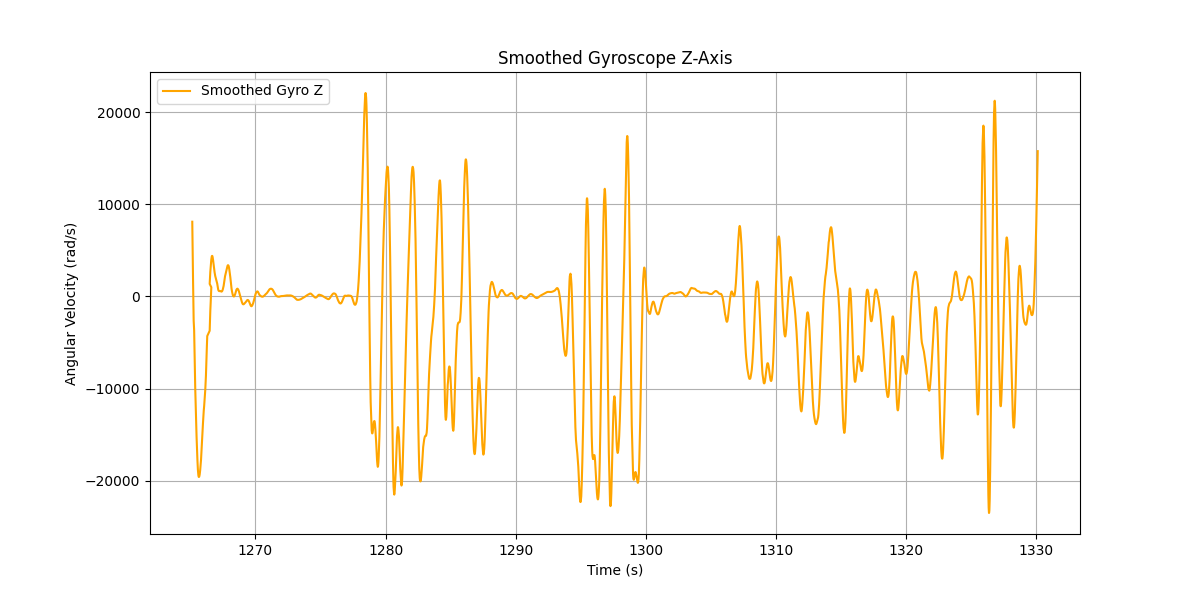 Smoothed Gyroscope Z-Axis
Smoothed Gyro Z
Angular Velocity (rad/s)
20000
10000
0
−10000
−20000
1270 1280 1290 1300 1310 1320 1330
Time (s)